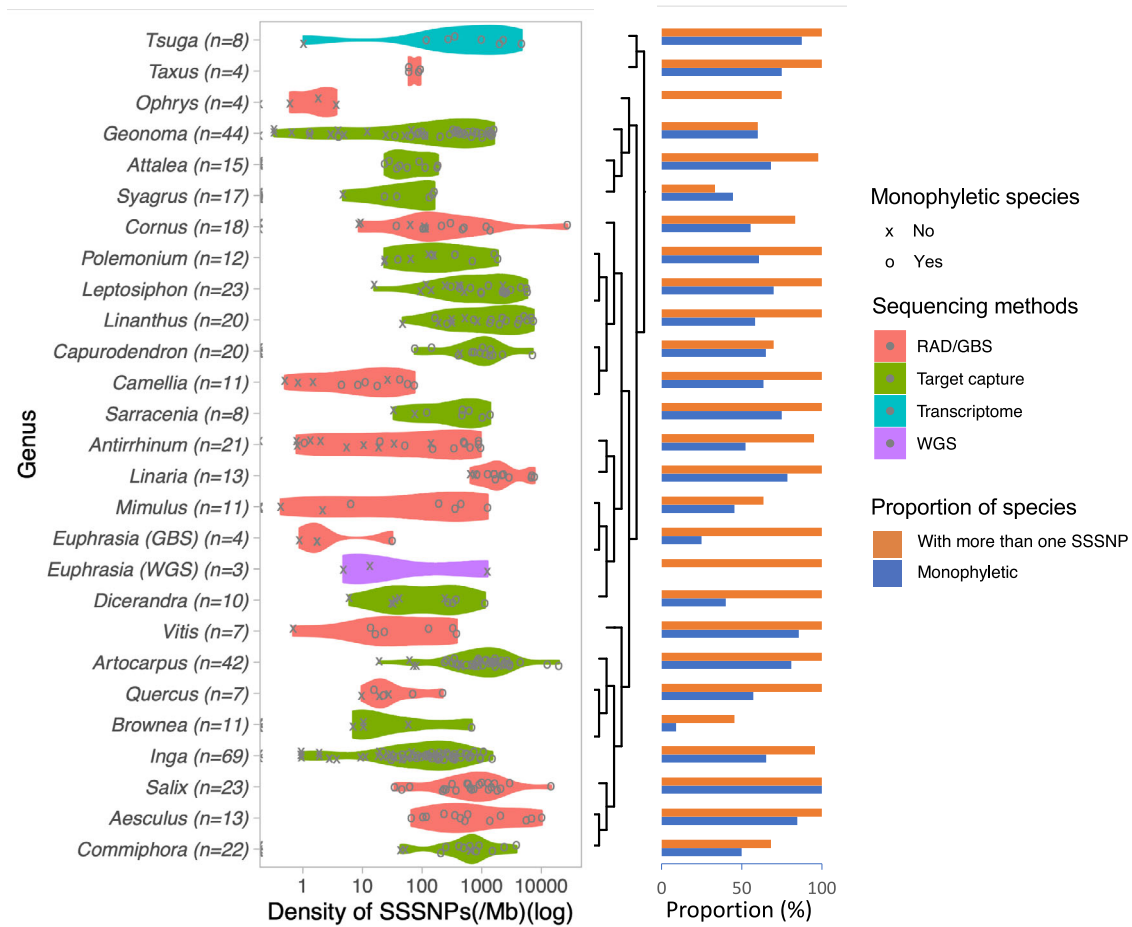 Genus
Tsuga (n=8)
Taxus (n=4)
Ophrys (n=4)
Geonoma (n=44)
Attalea (n=15)
Syagrus (n=17)
Cornus (n=18)
Polemonium (n=12)
Leptosiphon (n=23)
Linanthus (n=20)
Capurodendron (n=20)
Camellia (n=11)
Sarracenia (n=8)
Antirrhinum (n=21)
Linaria (n=13)
Mimulus (n=11)
Euphrasia (GBS) (n=4)
Euphrasia (WGS) (n=3)
Dicerandra (n=10)
Vitis (n=7)
Artocarpus (n=42)
Quercus (n=7)
Brownea (n=11)
Inga (n=69)
Salix (n=23)
Aesculus (n=13)
Commiphora (n=22)
1 10 100 1000 10000
Density of SSSNPs(/Mb)(log)
0 50 100
Proportion (%)
Monophyletic species
x No
o Yes
Sequencing methods
RAD/GBS
Target capture
Transcriptome
WGS
Proportion of species
With more than one SSSNP
Monophyletic